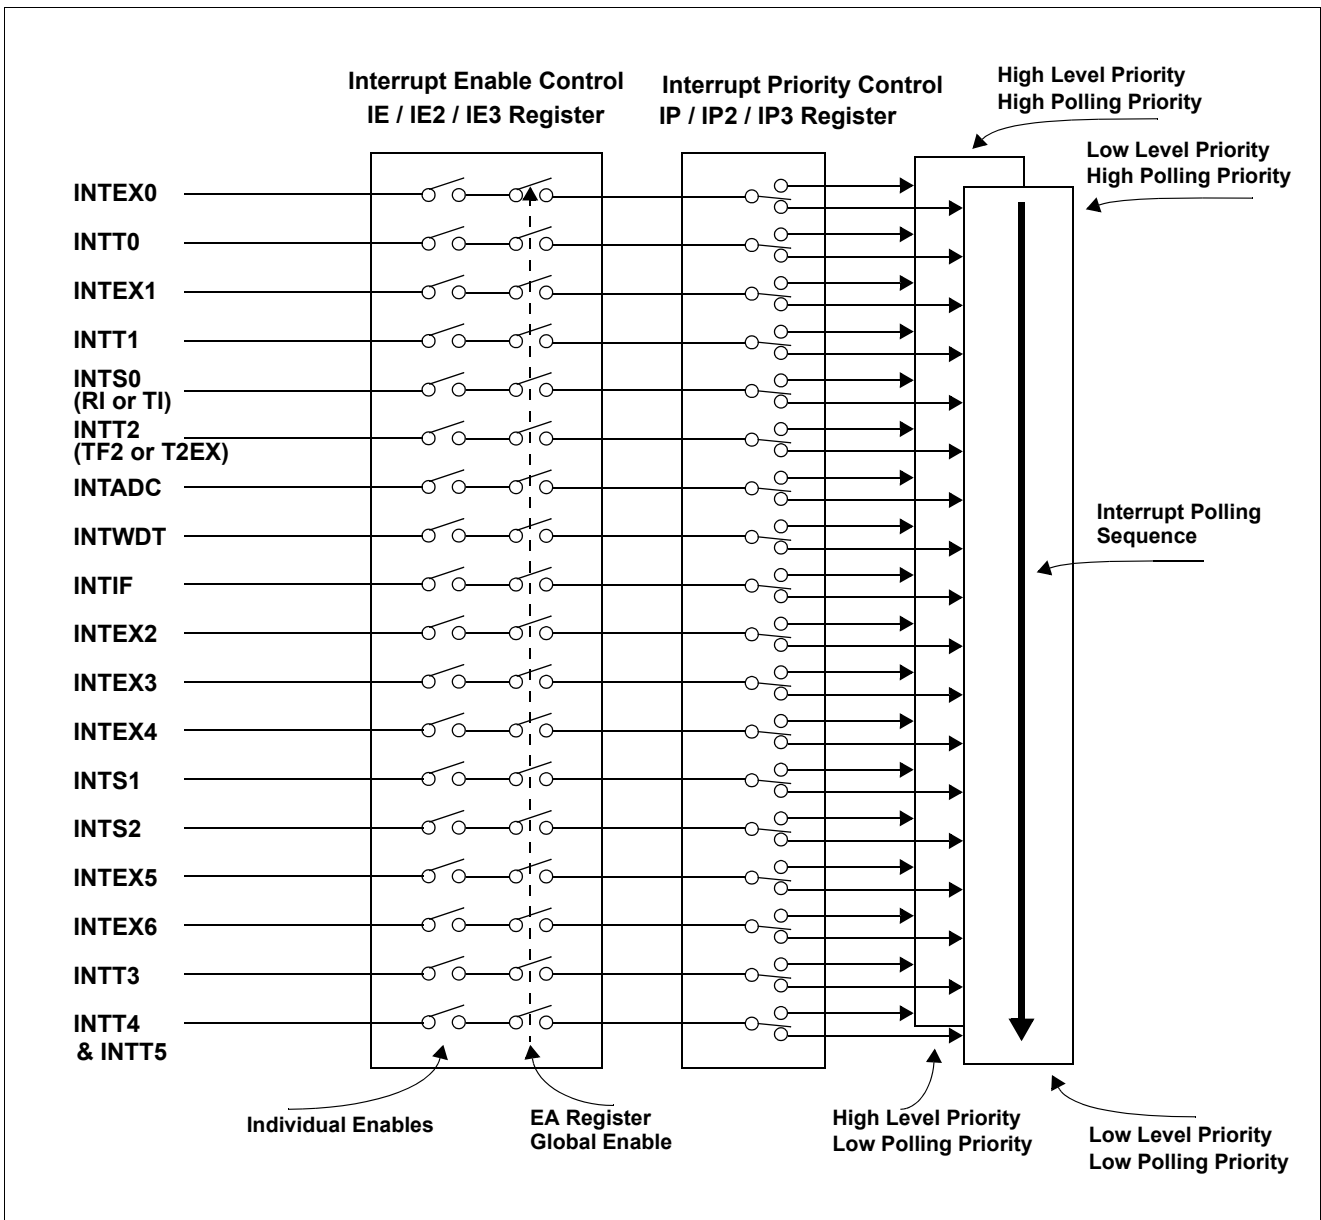 Interrupt Enable Control
IE / IE2 / IE3 Register
Interrupt Priority Control
IP / IP2 / IP3 Register
High Level Priority
High Polling Priority
Low Level Priority
High Polling Priority
INTEX0
INTT0
INTEX1
INTT1
INTS0
(RI or TI)
INTT2
(TF2 or T2EX)
INTADC
INTWDT
INTIF
INTEX2
INTEX3
INTEX4
INTS1
INTS2
INTEX5
INTEX6
INTT3
INTT4
& INTT5
Interrupt Polling
Sequence
Individual Enables
EA Register
Global Enable
High Level Priority
Low Polling Priority
Low Level Priority
Low Polling Priority